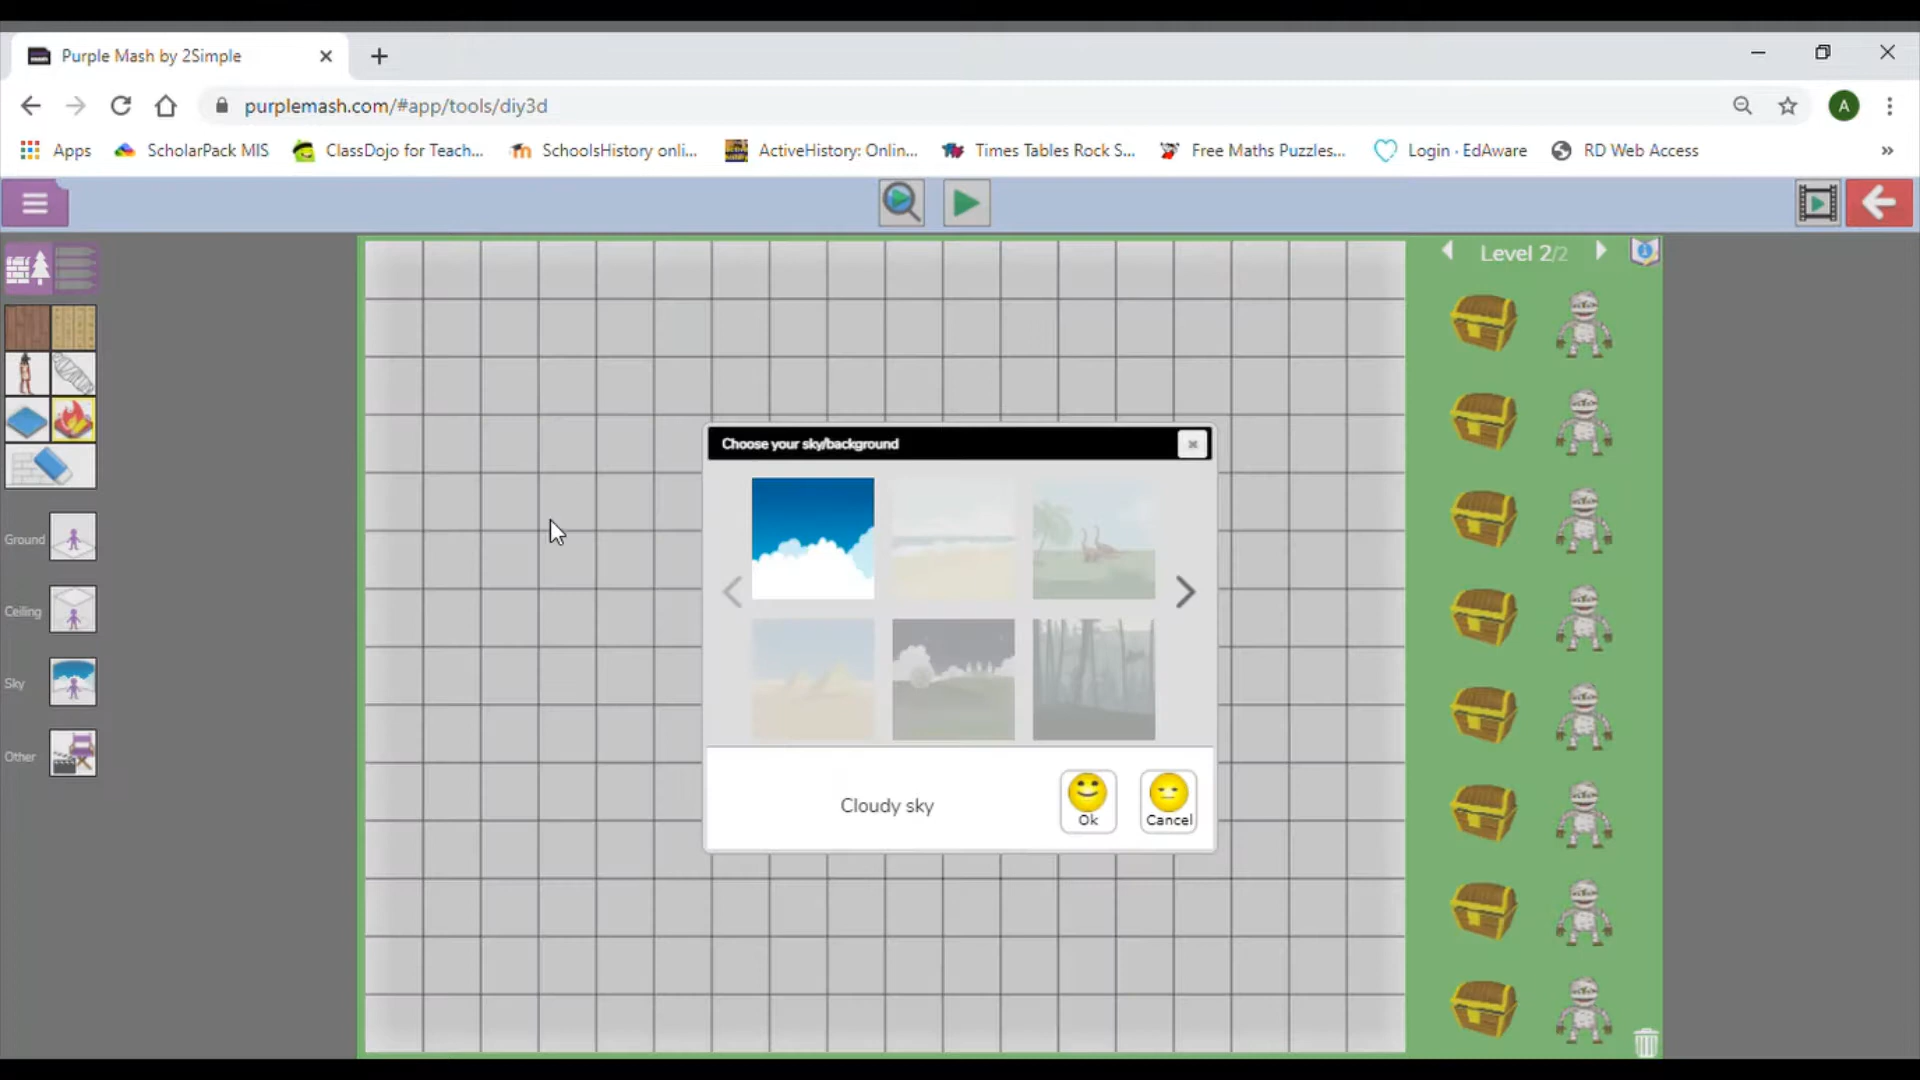 Purple Mash by 2Simple
purplemash.com/#app/tools/diy3d
A
Apps
ScholarPack MIS
ClassDojo for Teach...
SchoolsHistory onli...
ActiveHistory: Onlin...
Times Tables Rock S...
Free Maths Puzzles...
Login · EdAware
RD Web Access
»
Level 2/2
Choose your sky/background
Ground
Ceiling
Sky
Other
Cloudy sky
Ok
Cancel